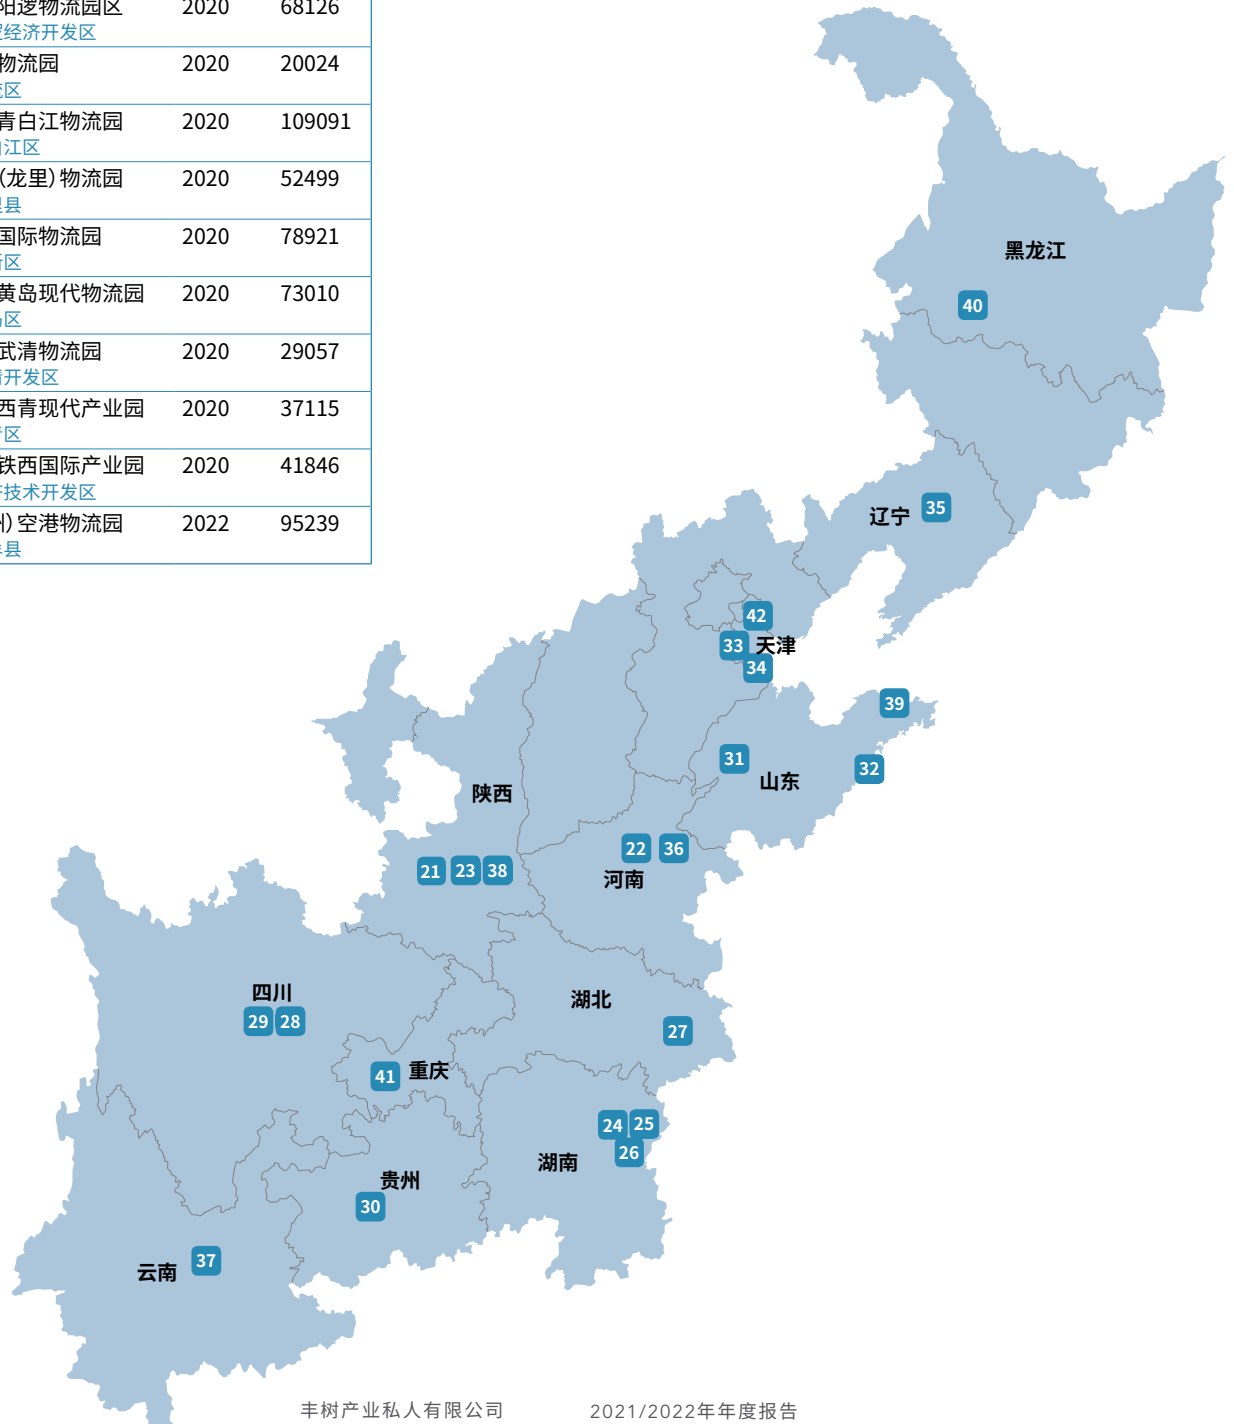 阳逻物流园区 2020 68126
经济开发区
物流园 2020 20024
区
青白江物流园 2020 109091
江区
(龙里)物流园 2020 52499
县
国际物流园 2020 78921
区
黄岛现代物流园 2020 73010
区
武清物流园 2020 29057
开发区
西青现代产业园 2020 37115
区
铁西国际产业园 2020 41846
技术开发区
)空港物流园 2022 95239
县
黑龙江
40
辽宁 35
42
33 天津
34
39
31
32
山东
陕西
22 36
21 23 38
河南
四川
湖北
29 28
27
41 重庆
24 25
26
湖南
贵州
30
37
云南
丰树产业私人有限公司 2021/2022年年度报告